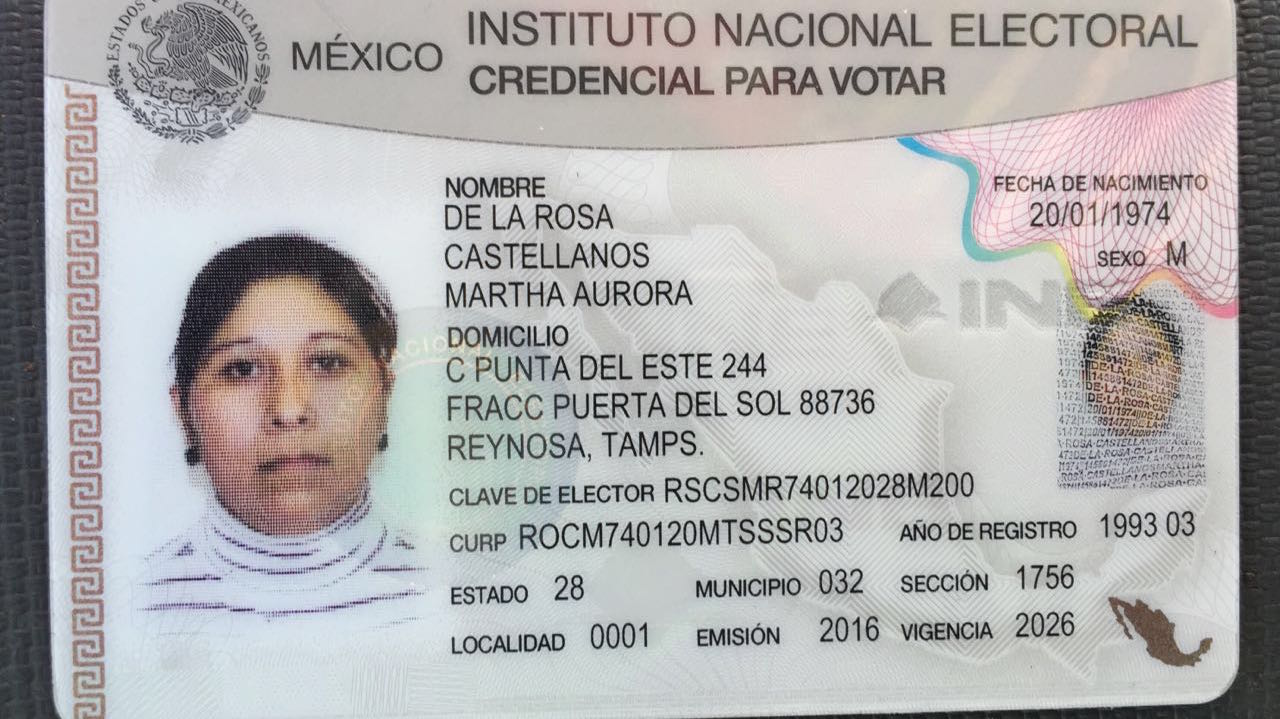 ESTADOS UNIDOS MEXICANOS
MÉXICO
INSTITUTO NACIONAL ELECTORAL
CREDENCIAL PARA VOTAR
NOMBRE
DE LA ROSA
CASTELLANOS
MARTHA AURORA
FECHA DE NACIMIENTO
20/01/1974
SEXO M
DOMICILIO
C PUNTA DEL ESTE 244
FRACC PUERTA DEL SOL 88736
REYNOSA, TAMPS.
CLAVE DE ELECTOR RSCSMR74012028M200
CURP ROCM740120MTSSSR03 AÑO DE REGISTRO 1993 03
ESTADO 28 MUNICIPIO 032 SECCIÓN 1756
LOCALIDAD 0001 EMISIÓN 2016 VIGENCIA 2026